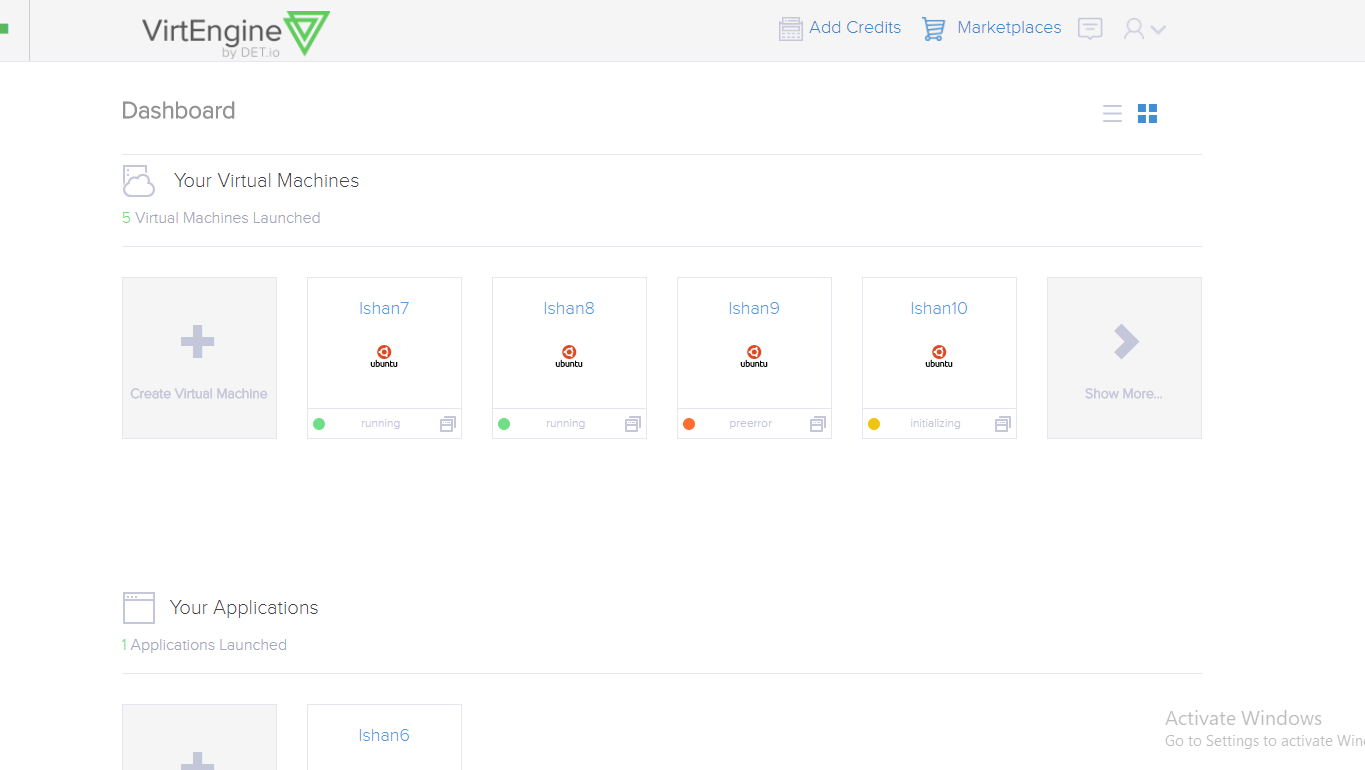 VirtEngine
by DET.io
Add Credits
Marketplaces
Dashboard
Your Virtual Machines
5 Virtual Machines Launched
Create Virtual Machine
Ishan7
ubuntu
running
Ishan8
ubuntu
running
Ishan9
ubuntu
preerror
Ishan10
ubuntu
initializing
Show More...
Your Applications
1 Applications Launched
Ishan6
Activate Windows
Go to Settings to activate Win